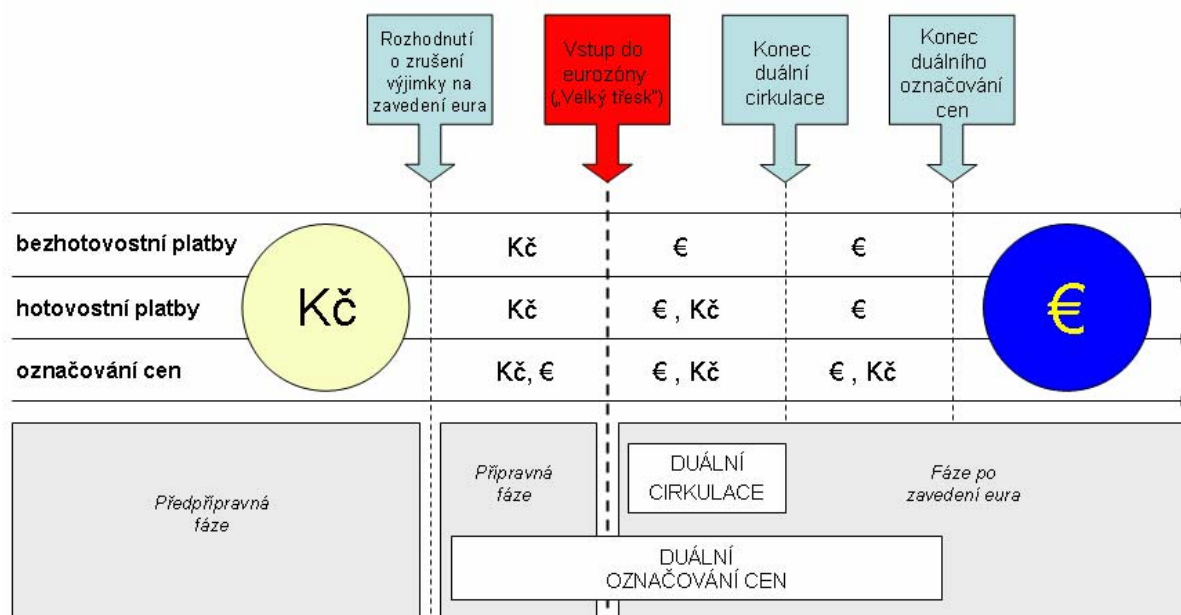 Rozhodnutí
o zrušení
výjimky na
zavedení eura
Vstup do
eurozóny
(„Velký třesk“)
Konec
duální
cirkulace
Konec
duálního
označování
cen
bezhotovostní platby
Kč
€
€
hotovostní platby
Kč
€ , Kč
€
označování cen
Kč, €
€ , Kč
€ , Kč
Kč
€
Předpřípravná
fáze
Přípravná
fáze
DUÁLNÍ
CIRKULACE
Fáze po
zavedení eura
DUÁLNÍ
OZNAČOVÁNÍ CEN